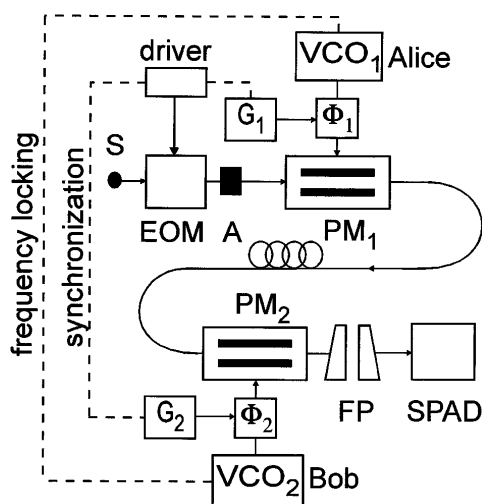 driver
VCO₁ Alice
G₁
Φ₁
S
EOM
A
PM₁
frequency locking
synchronization
PM₂
FP
SPAD
G₂
Φ₂
VCO₂ Bob